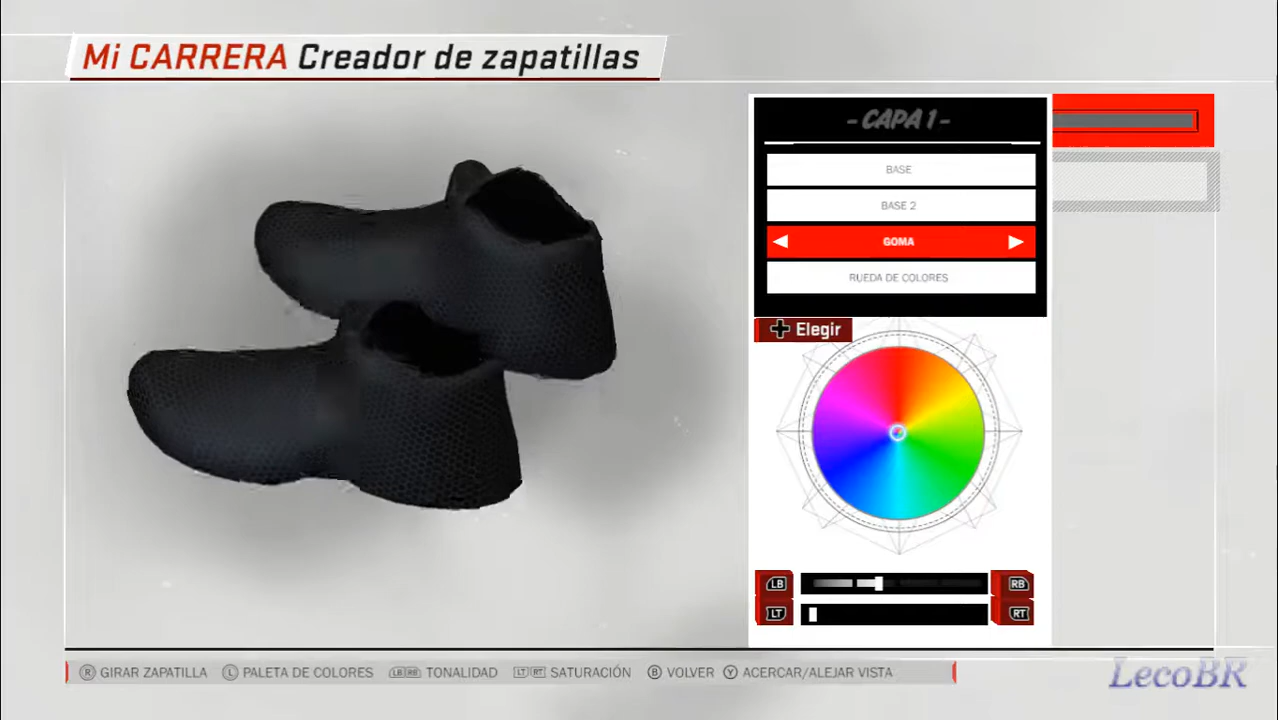 Mi CARRERA Creador de zapatillas
- CAPA 1 -
BASE
BASE 2
GOMA
RUEDA DE COLORES
Elegir
LB
RB
LT
RT
R GIRAR ZAPATILLA L PALETA DE COLORES LB RB TONALIDAD LT RT SATURACIÓN B VOLVER Y ACERCAR/ALEJAR VISTA
LecoBR